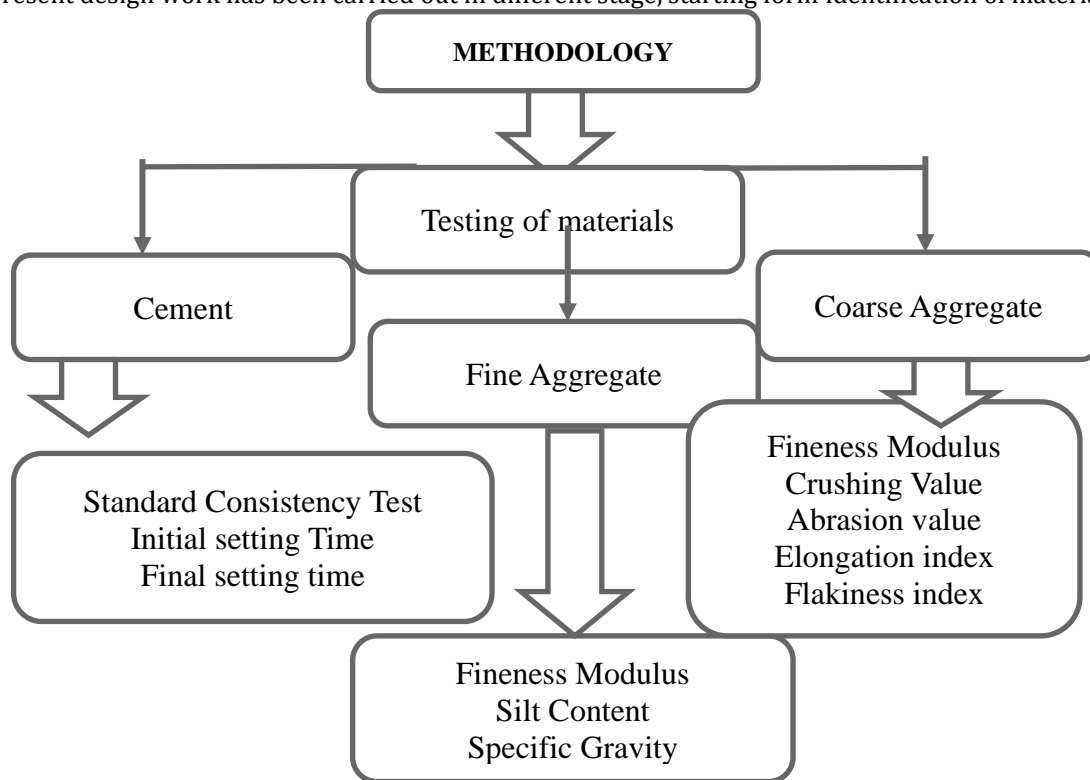 resent design work has been carried out in different stage, starting form identification of materia
METHODOLOGY
Testing of materials
Cement
Coarse Aggregate
Fine Aggregate
Standard Consistency Test
Initial setting Time
Final setting time
Fineness Modulus
Crushing Value
Abrasion value
Elongation index
Flakiness index
Fineness Modulus
Silt Content
Specific Gravity